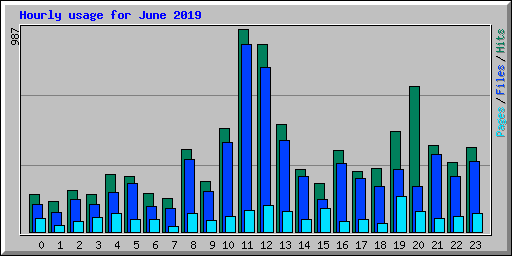 Hourly usage for June 2019
987
Pages / Files / Hits
0 1 2 3 4 5 6 7 8 9 10 11 12 13 14 15 16 17 18 19 20 21 22 23